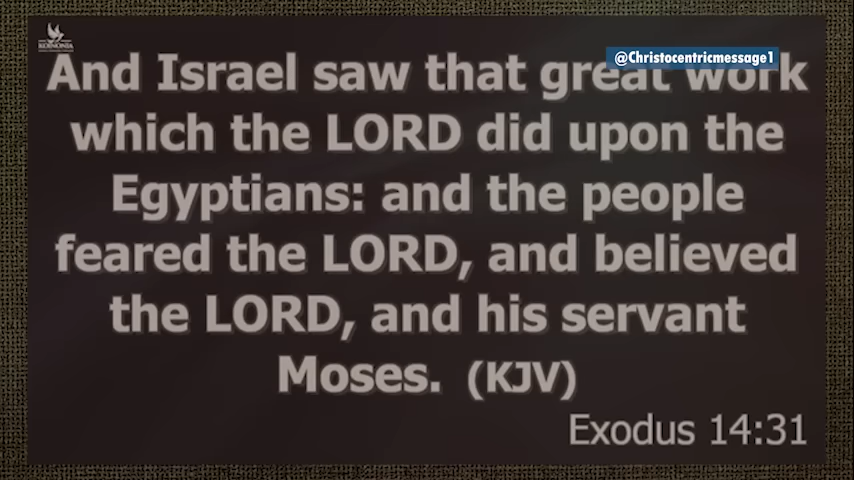 KOINONIA
@Christocentricmessage1
And Israel saw that great work
which the LORD did upon the
Egyptians: and the people
feared the LORD, and believed
the LORD, and his servant
Moses. (KJV)
Exodus 14:31